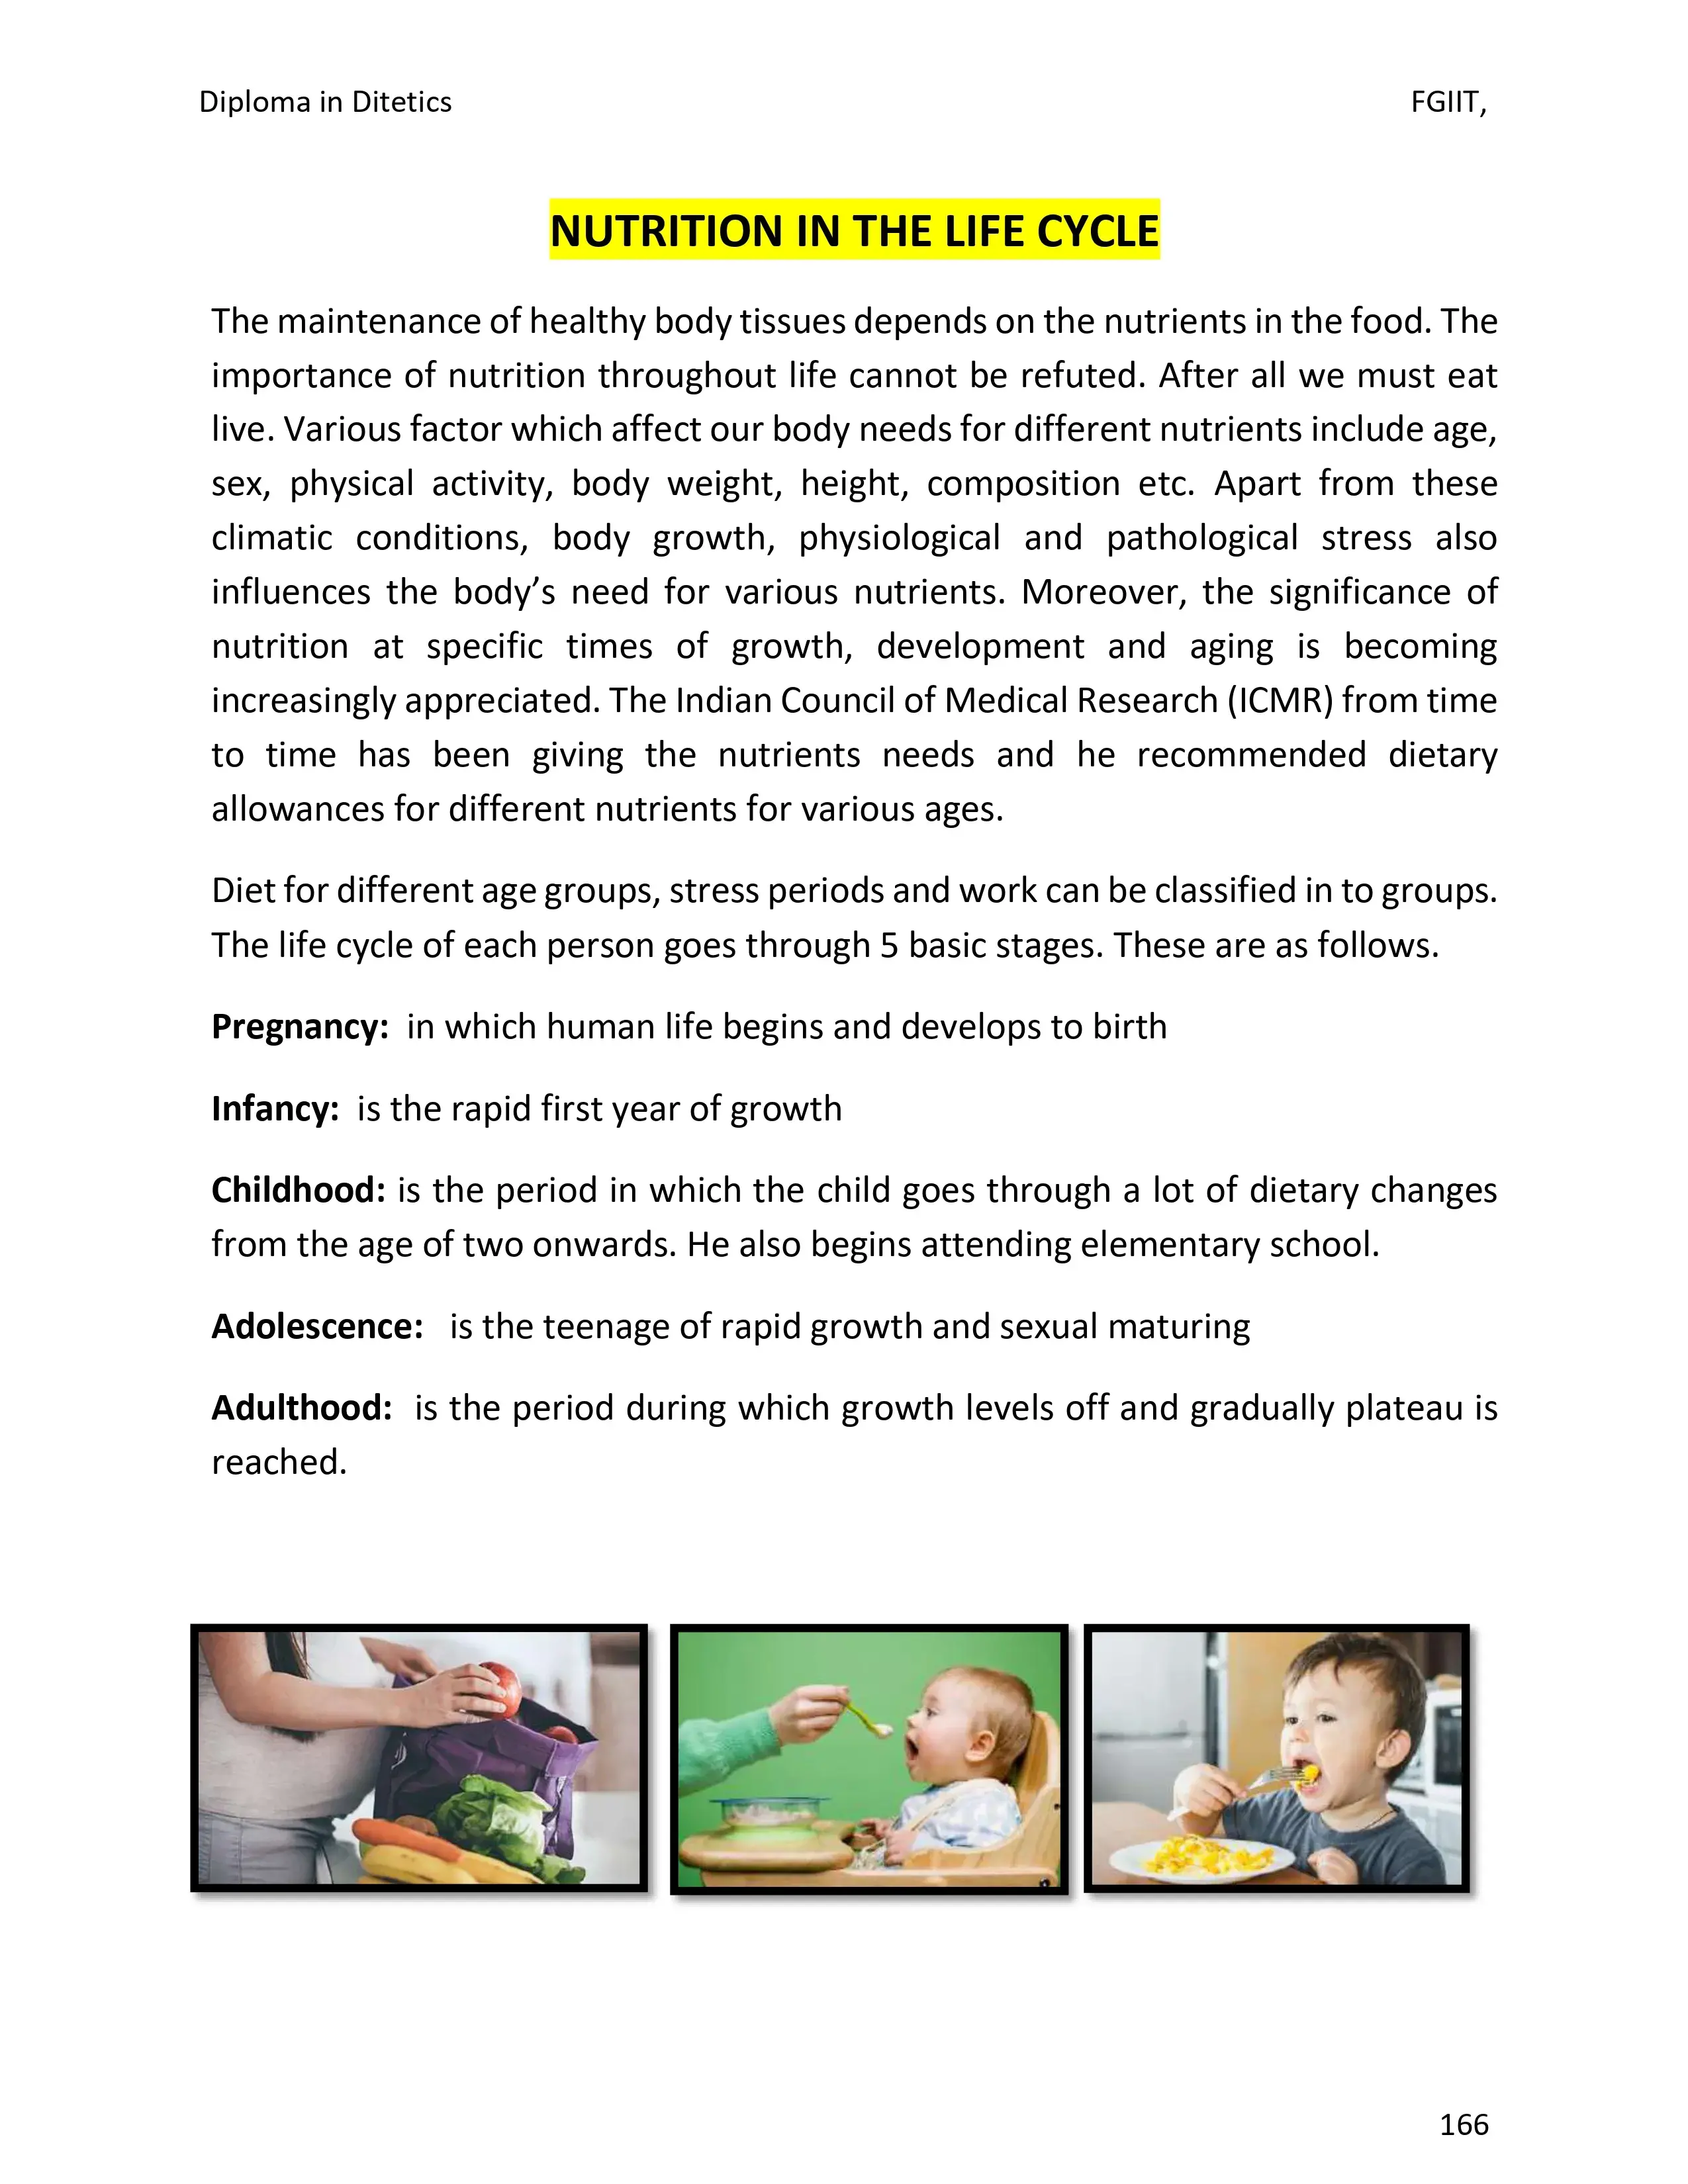 Diploma in Ditetics FGIIT,
NUTRITION IN THE LIFE CYCLE
The maintenance of healthy body tissues depends on the nutrients in the food. The
importance of nutrition throughout life cannot be refuted. After all we must eat
live. Various factor which affect our body needs for different nutrients include age,
sex, physical activity, body weight, height, composition etc. Apart from these
climatic conditions, body growth, physiological and pathological stress also
influences the body’s need for various nutrients. Moreover, the significance of
nutrition at specific times of growth, development and aging is becoming
increasingly appreciated. The Indian Council of Medical Research (ICMR) from time
to time has been giving the nutrients needs and he recommended dietary
allowances for different nutrients for various ages.
Diet for different age groups, stress periods and work can be classified in to groups.
The life cycle of each person goes through 5 basic stages. These are as follows.
Pregnancy: in which human life begins and develops to birth
Infancy: is the rapid first year of growth
Childhood: is the period in which the child goes through a lot of dietary changes
from the age of two onwards. He also begins attending elementary school.
Adolescence: is the teenage of rapid growth and sexual maturing
Adulthood: is the period during which growth levels off and gradually plateau is
reached.
166